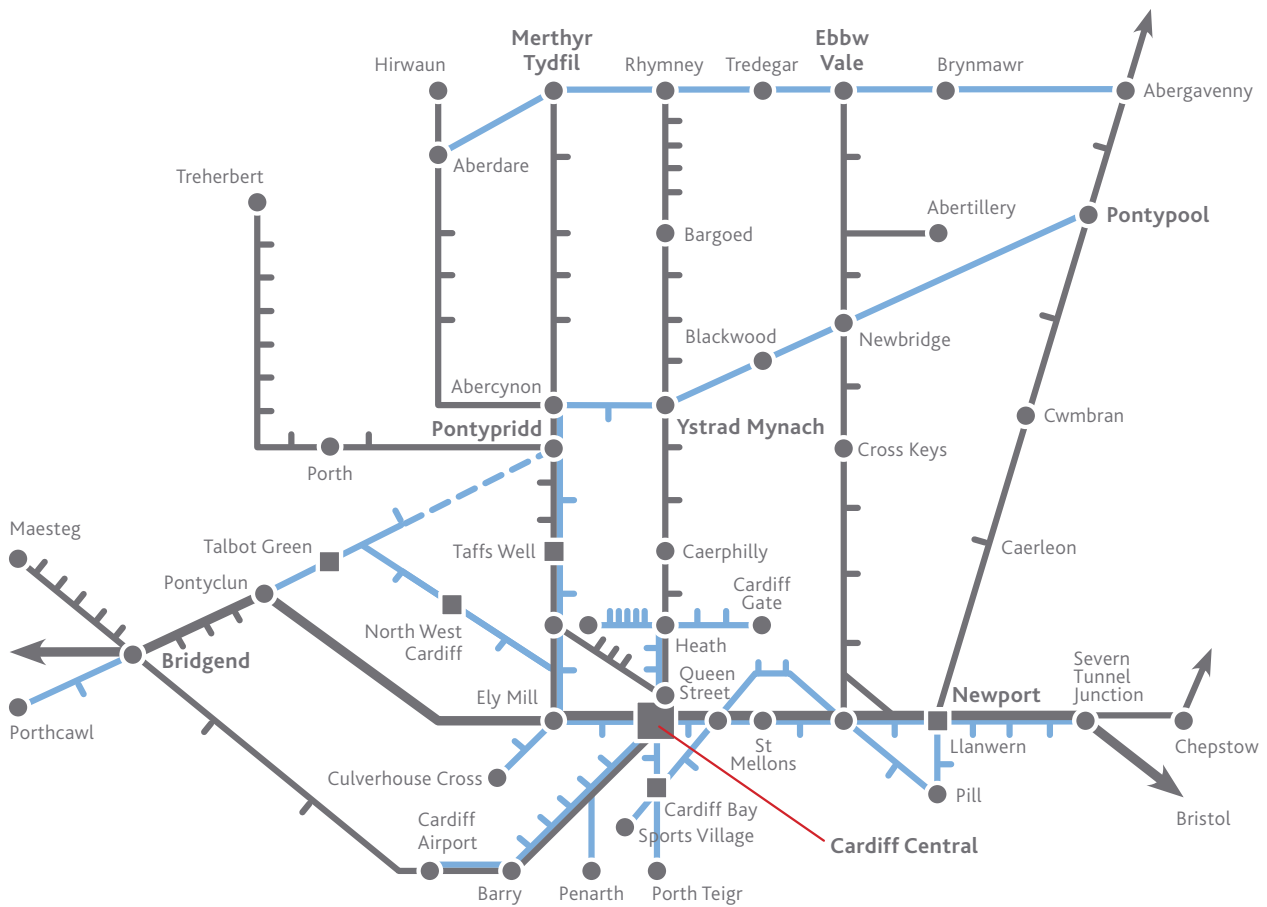 Merthyr
Tydfil
Ebbw
Vale
Hirwaun
Rhymney
Tredegar
Brynmawr
Abergavenny
Aberdare
Treherbert
Abertillery
Pontypool
Bargoed
Blackwood
Newbridge
Abercynon
Cwmbran
Pontypridd
Ystrad Mynach
Cross Keys
Porth
Maesteg
Talbot Green
Taffs Well
Caerphilly
Caerleon
Pontyclun
Cardiff
Gate
North West
Cardiff
Heath
Bridgend
Queen
Street
Severn
Tunnel
Junction
Ely Mill
Newport
Porthcawl
St
Mellons
Llanwern
Chepstow
Culverhouse Cross
Pill
Cardiff
Airport
Cardiff Bay
Sports Village
Bristol
Cardiff Central
Barry
Penarth
Porth Teigr